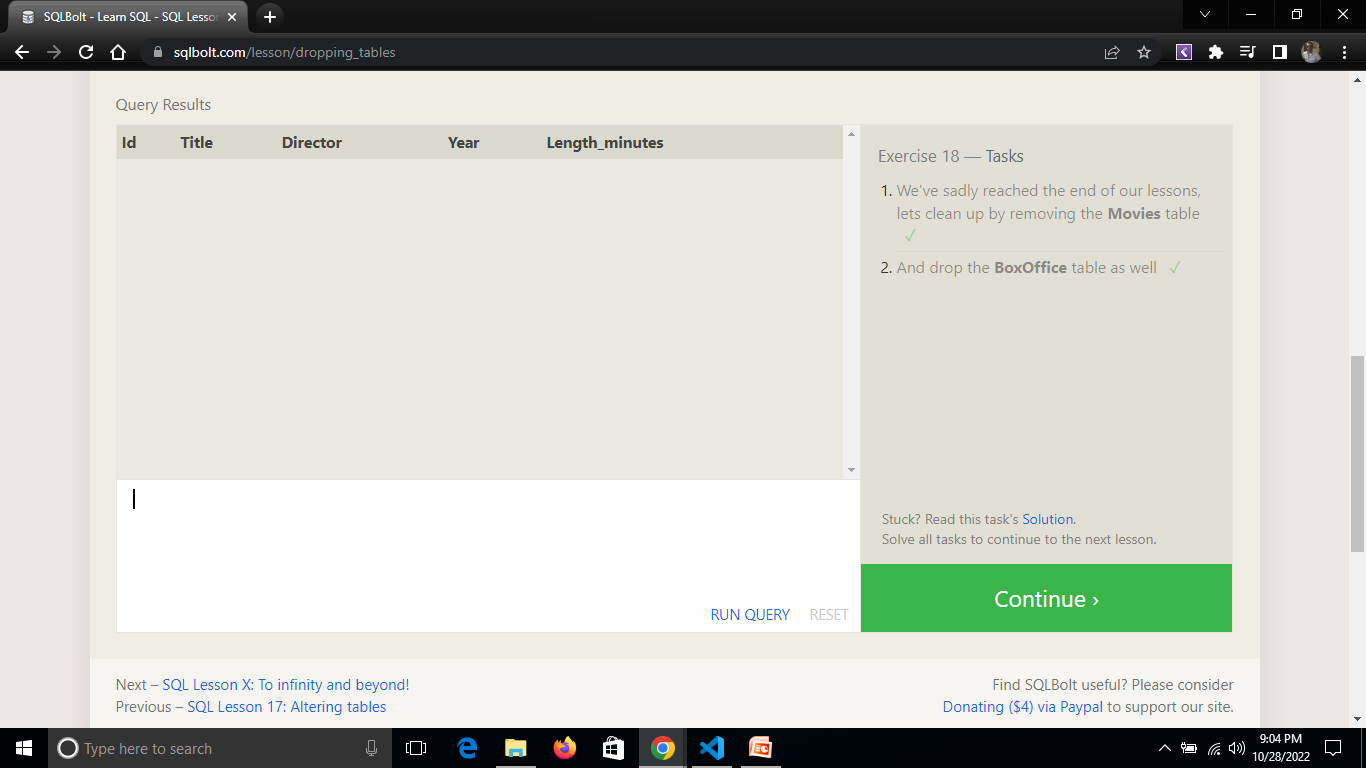 SQLBolt - Learn SQL - SQL Lesson
sqlbolt.com/lesson/dropping_tables
Query Results
Id Title Director Year Length_minutes
Exercise 18 — Tasks
1. We've sadly reached the end of our lessons,
lets clean up by removing the Movies table
✓
2. And drop the BoxOffice table as well ✓
Stuck? Read this task's Solution.
Solve all tasks to continue to the next lesson.
RUN QUERY RESET
Continue ›
Next – SQL Lesson X: To infinity and beyond!
Previous – SQL Lesson 17: Altering tables
Find SQLBolt useful? Please consider
Donating ($4) via Paypal to support our site.
Type here to search
9:04 PM
10/28/2022